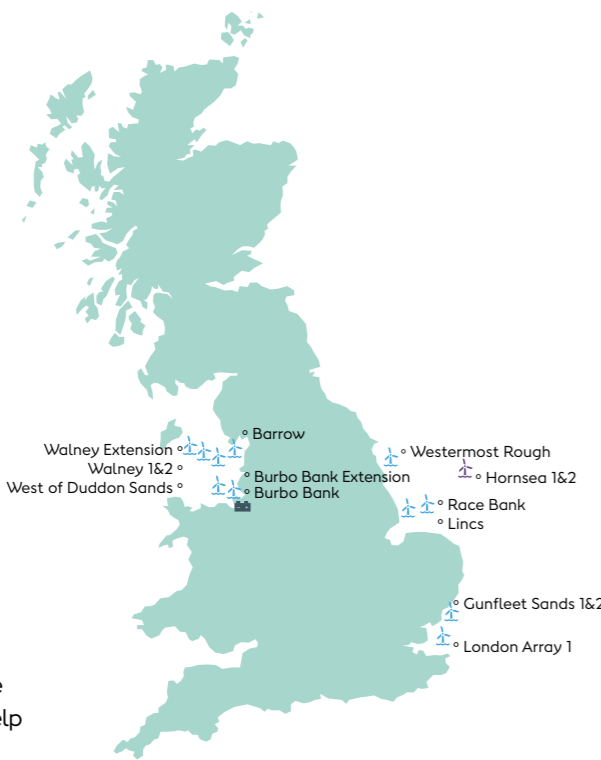 Barrow
Walney Extension
Walney 1&2
West of Duddon Sands
Burbo Bank Extension
Burbo Bank
Westermost Rough
Hornsea 1&2
Race Bank
Lincs
Gunfleet Sands 1&2
London Array 1
e
elp